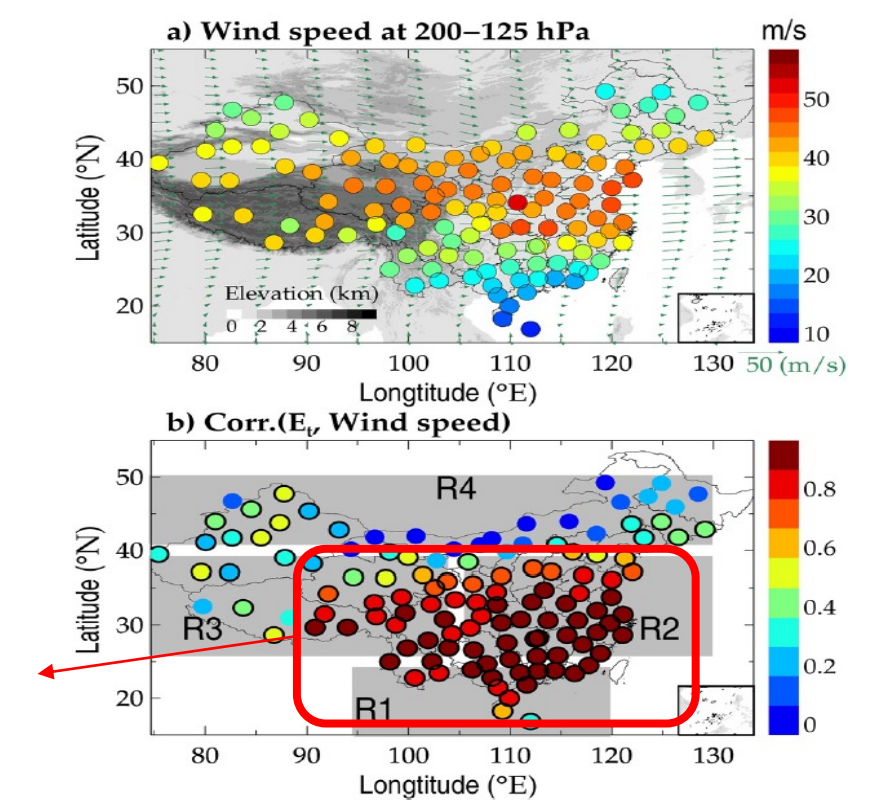 a) Wind speed at 200−125 hPa
m/s
50
40
30
20
Latitude (°N)
50
40
30
20
10
Elevation (km)
0 2 4 6 8
80 90 100 110 120 130
50 (m/s)
Longtitude (°E)
b) Corr.(Et, Wind speed)
50
40
30
20
Latitude (°N)
R4
R3
R2
R1
0.8
0.6
0.4
0.2
0
80 90 100 110 120 130
Longtitude (°E)